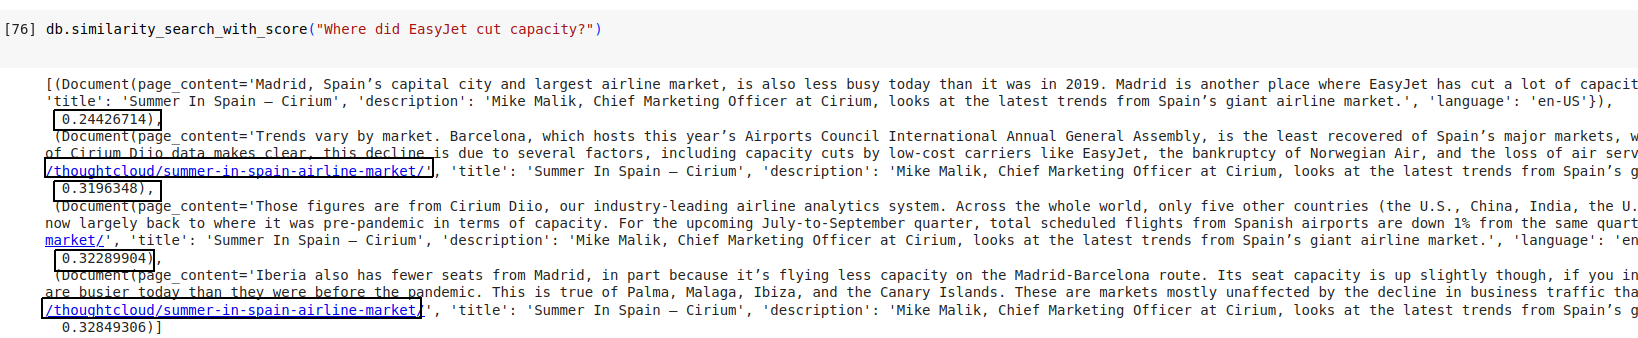 [76] db.similarity_search_with_score("Where did EasyJet cut capacity?")
[(Document(page_content='Madrid, Spain’s capital city and largest airline market, is also less busy today than it was in 2019. Madrid is another place where EasyJet has cut a lot of capacit
'title': 'Summer In Spain – Cirium', 'description': 'Mike Malik, Chief Marketing Officer at Cirium, looks at the latest trends from Spain’s giant airline market.', 'language': 'en-US'}),
0.24426714),
(Document(page_content='Trends vary by market. Barcelona, which hosts this year’s Airports Council International Annual General Assembly, is the least recovered of Spain’s major markets, w
of Cirium Diio data makes clear, this decline is due to several factors, including capacity cuts by low-cost carriers like EasyJet, the bankruptcy of Norwegian Air, and the loss of air serv
/thoughtcloud/summer-in-spain-airline-market/', 'title': 'Summer In Spain – Cirium', 'description': 'Mike Malik, Chief Marketing Officer at Cirium, looks at the latest trends from Spain’s g
0.3196348),
(Document(page_content='Those figures are from Cirium Diio, our industry-leading airline analytics system. Across the whole world, only five other countries (the U.S., China, India, the U.
now largely back to where it was pre-pandemic in terms of capacity. For the upcoming July-to-September quarter, total scheduled flights from Spanish airports are down 1% from the same quart
market/', 'title': 'Summer In Spain – Cirium', 'description': 'Mike Malik, Chief Marketing Officer at Cirium, looks at the latest trends from Spain’s giant airline market.', 'language': 'en
0.32289904),
(Document(page_content='Iberia also has fewer seats from Madrid, in part because it’s flying less capacity on the Madrid-Barcelona route. Its seat capacity is up slightly though, if you in
are busier today than they were before the pandemic. This is true of Palma, Malaga, Ibiza, and the Canary Islands. These are markets mostly unaffected by the decline in business traffic tha
/thoughtcloud/summer-in-spain-airline-market/', 'title': 'Summer In Spain – Cirium', 'description': 'Mike Malik, Chief Marketing Officer at Cirium, looks at the latest trends from Spain’s g
0.32849306)]